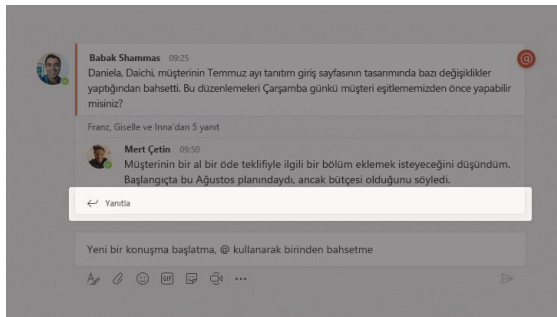 Babak Shammas 09:25
Daniela, Daichi, müşterinin Temmuz ayı tanıtım giriş sayfasının tasarımında bazı değişiklikler
yaptığından bahsetti. Bu düzenlemeleri Çarşamba günkü müşteri eşitlememizden önce yapabilir
misiniz?
Franz, Giselle ve Inna'dan 5 yanıt
Mert Çetin 09:50
Müşterinin bir al bir öde teklifiyle ilgili bir bölüm eklemek isteyeceğini düşündüm.
Başlangıçta bu Ağustos planındaydı, ancak bütçesi olduğunu söyledi.
Yanıtla
Yeni bir konuşma başlatma, @ kullanarak birinden bahsetme
GIF